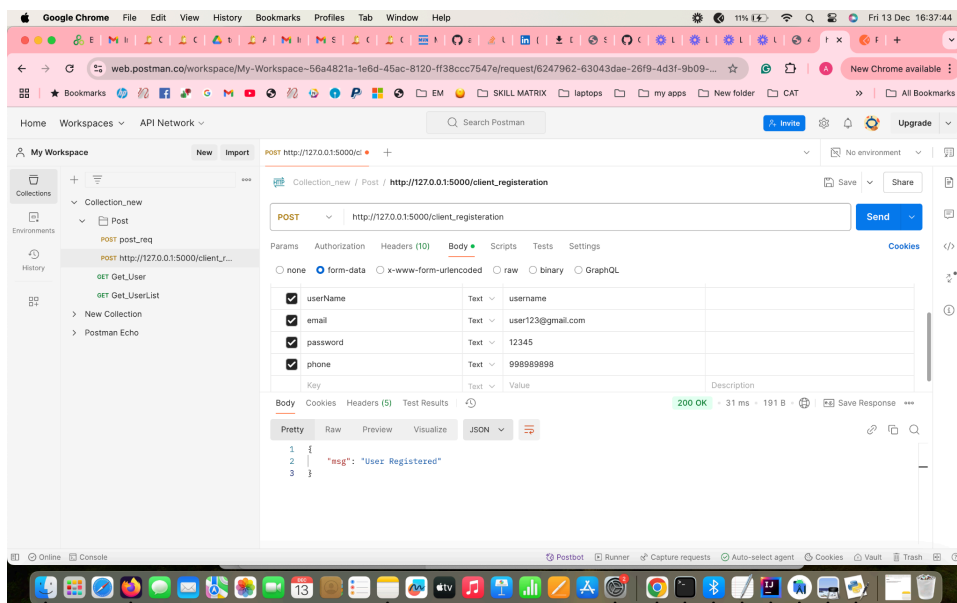 Google Chrome File Edit View History Bookmarks Profiles Tab Window Help 11% Fri 13 Dec 16:37:44
web.postman.co/workspace/My-Workspace~56a4821a-1e6d-45ac-8120-ff38ccc7547e/request/6247962-63043dae-26f9-4d3f-9b09-... New Chrome available
Bookmarks EM SKILL MATRIX laptops my apps New folder CAT » All Bookmarks
Home Workspaces API Network Search Postman Invite Upgrade
My Workspace New Import POST http://127.0.0.1:5000/cl No environment
Collections
Environments
History
Collection_new
Post
POST post_req
POST http://127.0.0.1:5000/client_r...
GET Get_User
GET Get_UserList
New Collection
Postman Echo
Collection_new / Post / http://127.0.0.1:5000/client_registeration Save Share
POST http://127.0.0.1:5000/client_registeration Send
Params Authorization Headers (10) Body Scripts Tests Settings Cookies
none form-data x-www-form-urlencoded raw binary GraphQL
userName Text username
email Text user123@gmail.com
password Text 12345
phone Text 998989898
Key Text Value Description
Body Cookies Headers (5) Test Results 200 OK 31 ms 191 B Save Response
Pretty Raw Preview Visualize JSON
1 {
2 "msg": "User Registered"
3 }
Online Console Postbot Runner Capture requests Auto-select agent Cookies Vault Trash
DEC
13
tv